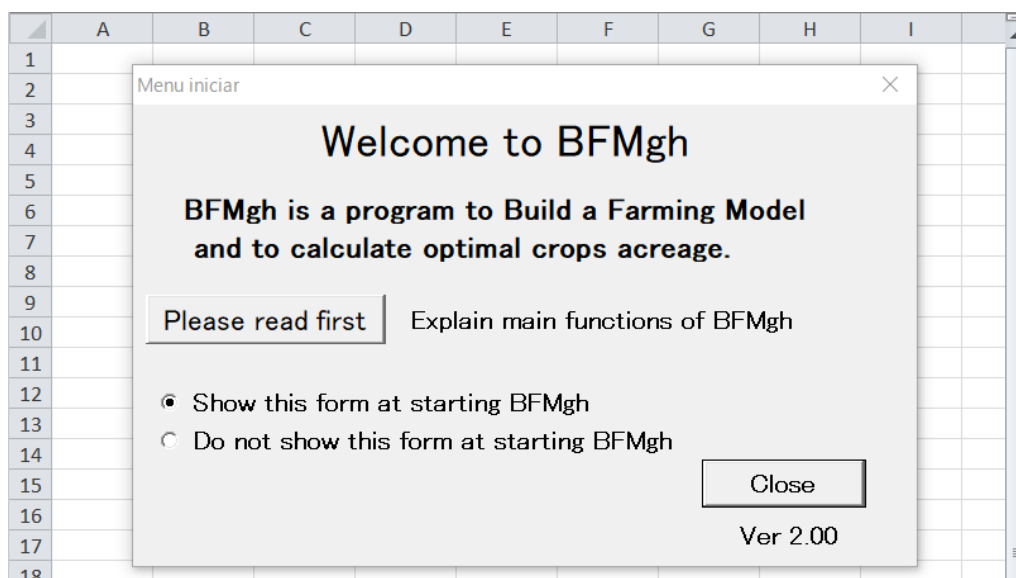 A B C D E F G H I
1
2
3
4
5
6
7
8
9
10
11
12
13
14
15
16
17
18
Menu iniciar
Welcome to BFMgh
BFMgh is a program to Build a Farming Model
and to calculate optimal crops acreage.
Please read first Explain main functions of BFMgh
Show this form at starting BFMgh
Do not show this form at starting BFMgh
Close
Ver 2.00